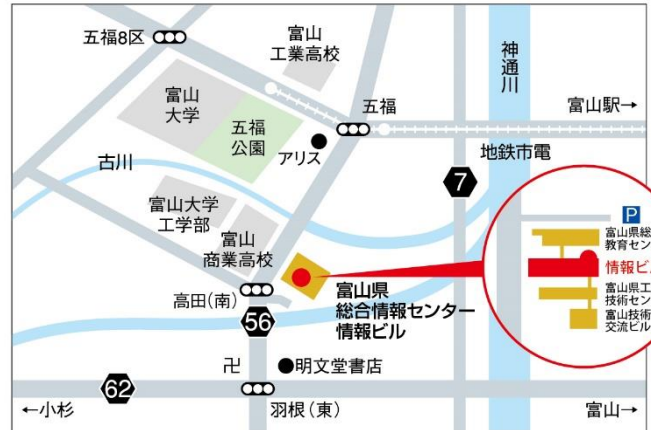 五福8区
富山
工業高校
神通川
富山
大学
五福
公園
五福
富山駅→
アリス
地鉄市電
古川
7
富山大学
工学部
富山
商業高校
P
富山県総
教育セン
情報ビル
富山県工
技術セン
富山技術
交流ビル
高田(南)
富山県
総合情報センター
情報ビル
56
卍
明文堂書店
62
←小杉
羽根(東)
富山→